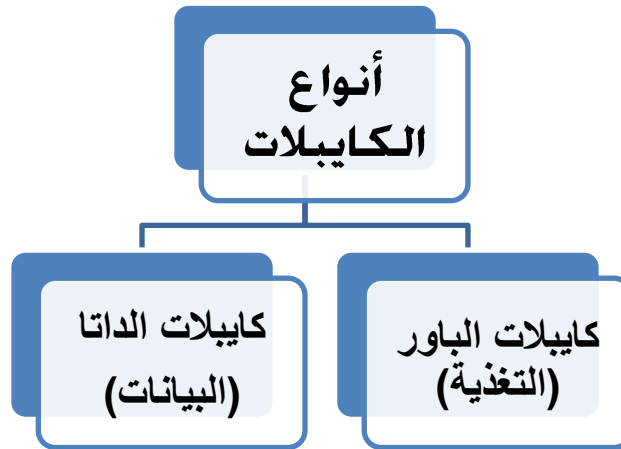 أنواع
الكايبلات
كايبلات الباور
(التغذية)
كايبلات الداتا
(البيانات)